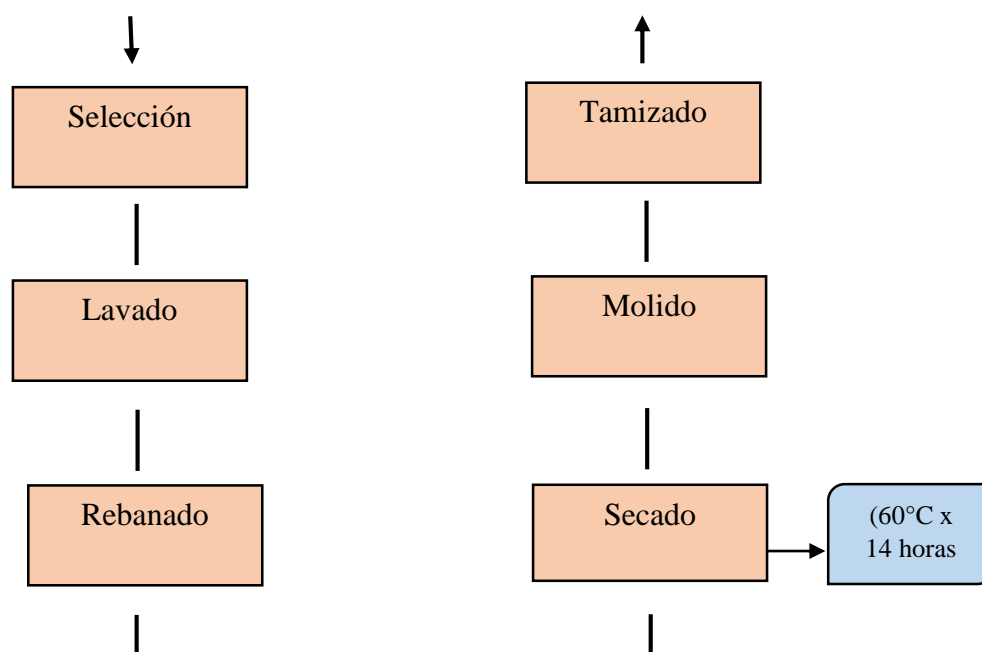 Selección
Tamizado
Lavado
Molido
Rebanado
Secado
(60°C x
14 horas